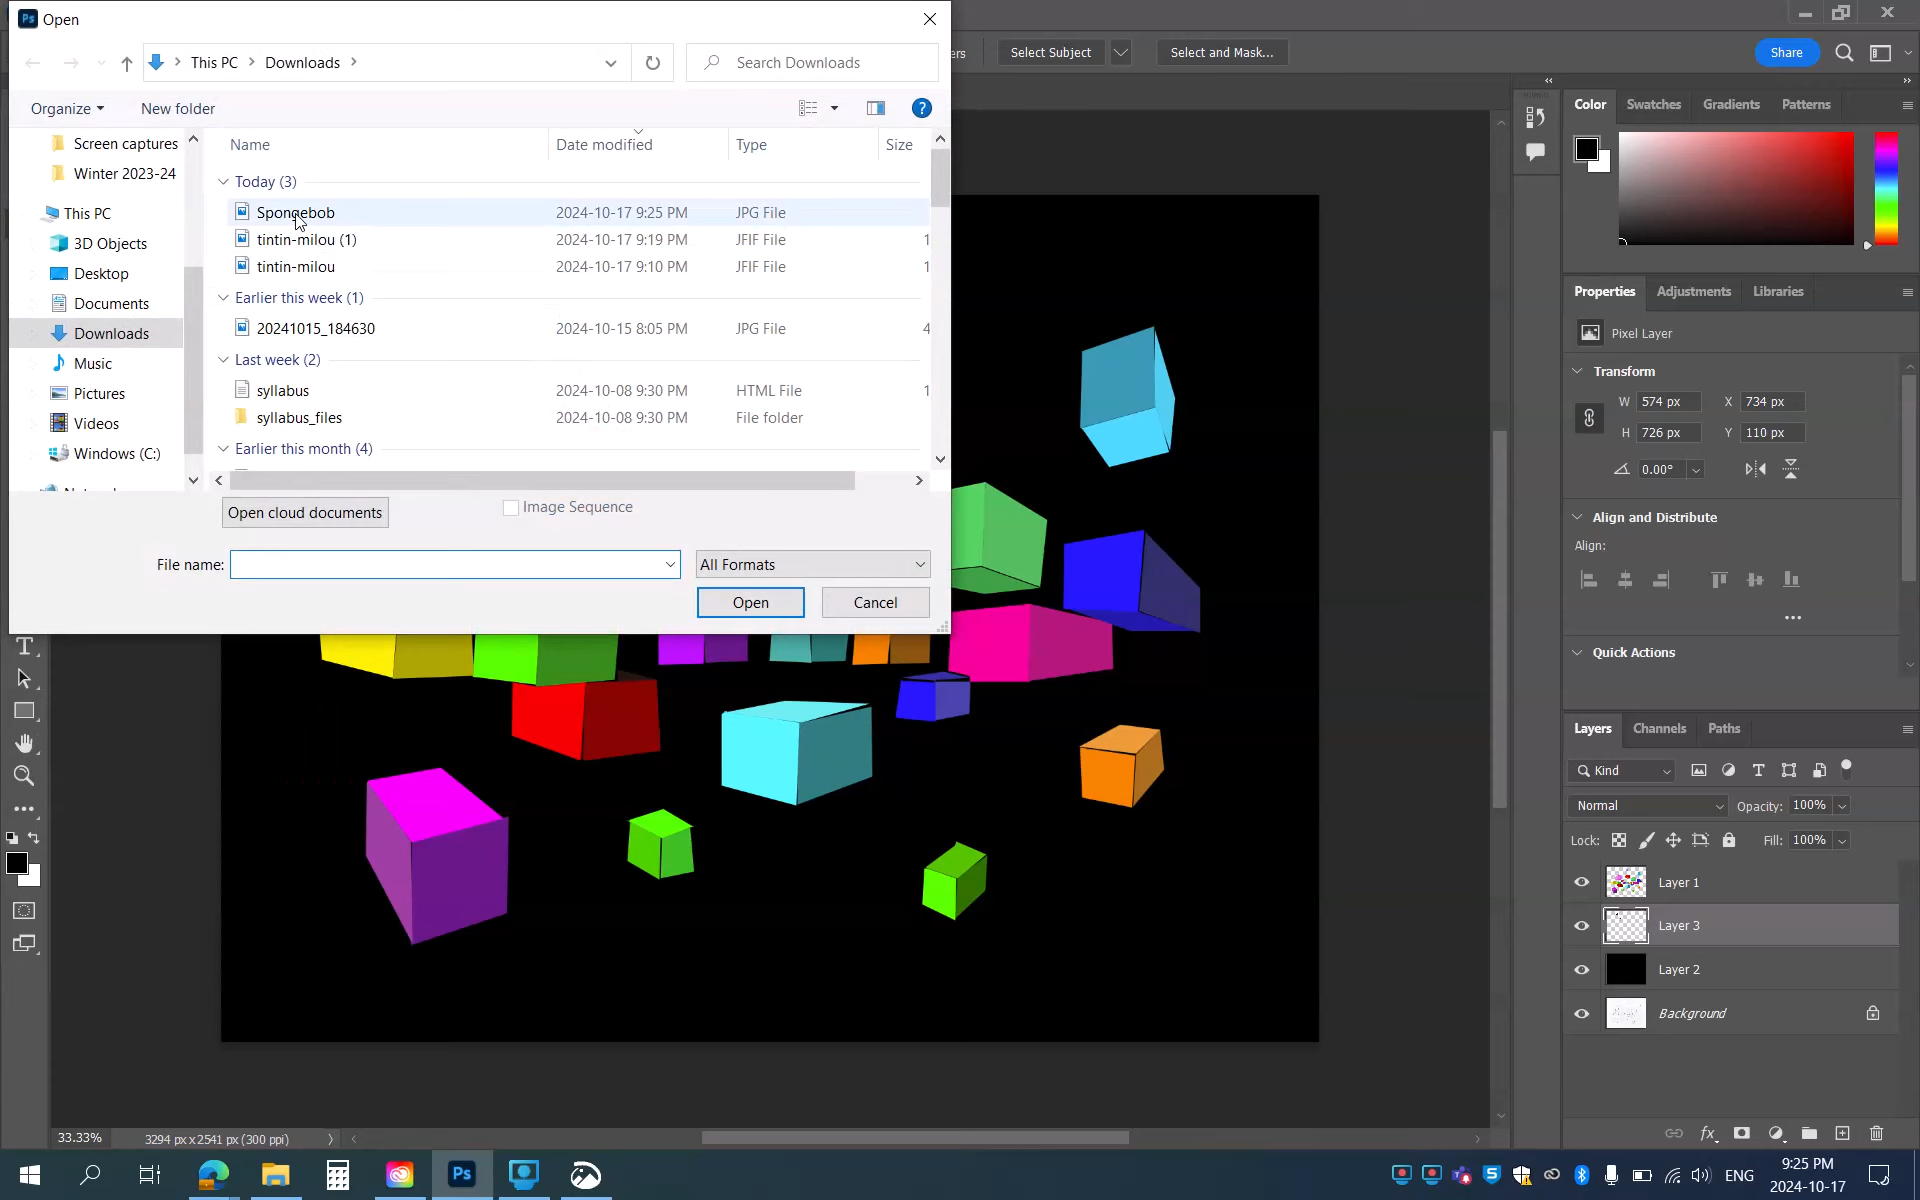 Ps Open
This PC Downloads
Search Downloads
Organize New folder
Screen captures
Winter 2023-24
This PC
3D Objects
Desktop
Documents
Downloads
Music
Pictures
Videos
Windows (C:)
Name Date modified Type Size
Today (3)
Spongebob 2024-10-17 9:25 PM JPG File
tintin-milou (1) 2024-10-17 9:19 PM JFIF File 1
tintin-milou 2024-10-17 9:10 PM JFIF File 1
Earlier this week (1)
20241015_184630 2024-10-15 8:05 PM JPG File 4
Last week (2)
syllabus 2024-10-08 9:30 PM HTML File 1
syllabus_files 2024-10-08 9:30 PM File folder
Earlier this month (4)
Open cloud documents
Image Sequence
File name:
All Formats
Open Cancel
Select Subject Select and Mask...
Share
Color Swatches Gradients Patterns
Properties Adjustments Libraries
Pixel Layer
Transform
W 574 px X 734 px
H 726 px Y 110 px
0.00°
Align and Distribute
Align:
Quick Actions
Layers Channels Paths
Kind
Normal Opacity: 100%
Lock: Fill: 100%
Layer 1
Layer 3
Layer 2
Background
fx
33.33% 3294 px x 2541 px (300 ppi)
Ps
ENG
9:25 PM
2024-10-17